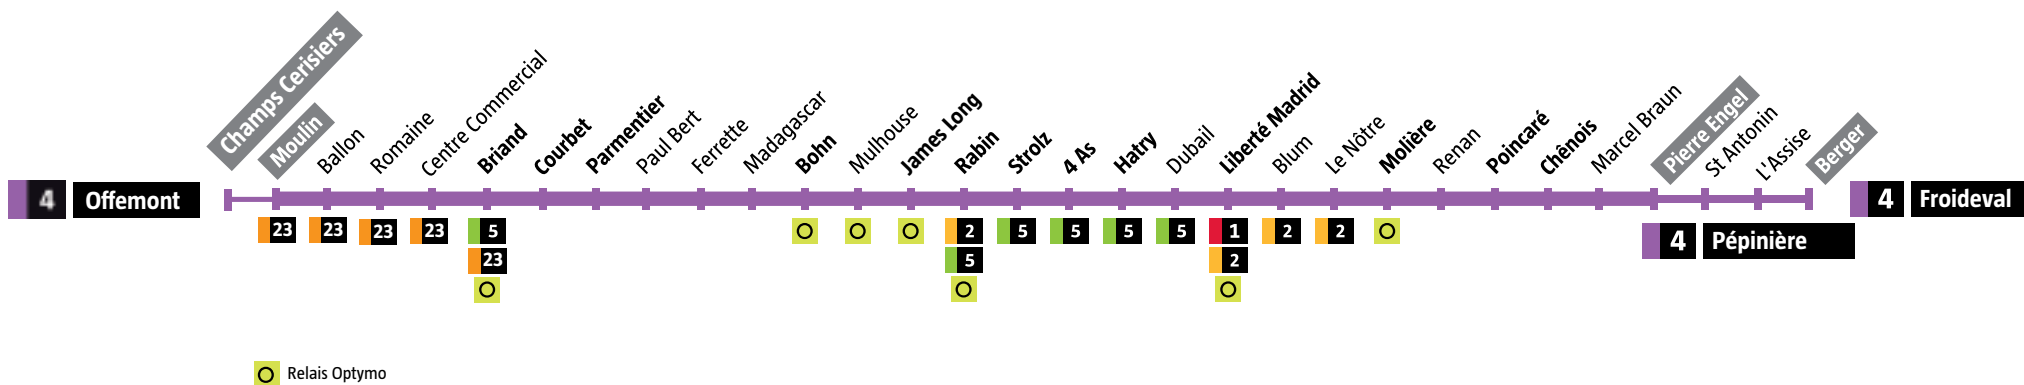 Champs Cerisiers
Moulin
Ballon
Romaine
Centre Commercial
Briand
Courbet
Parmentier
Paul Bert
Ferrette
Madagascar
Bohn
Mulhouse
James Long
Rabin
Strolz
4 As
Hatry
Dubail
Liberté Madrid
Blum
Le Nôtre
Molière
Renan
Poincaré
Chênois
Marcel Braun
Pierre Engel
St Antonin
L'Assise
Berger
4 Offemont
4 Froideval
23 23 23 23 5 2 5 5 5 5 1 2 2
4 Pépinière
23 5 2
Relais Optymo